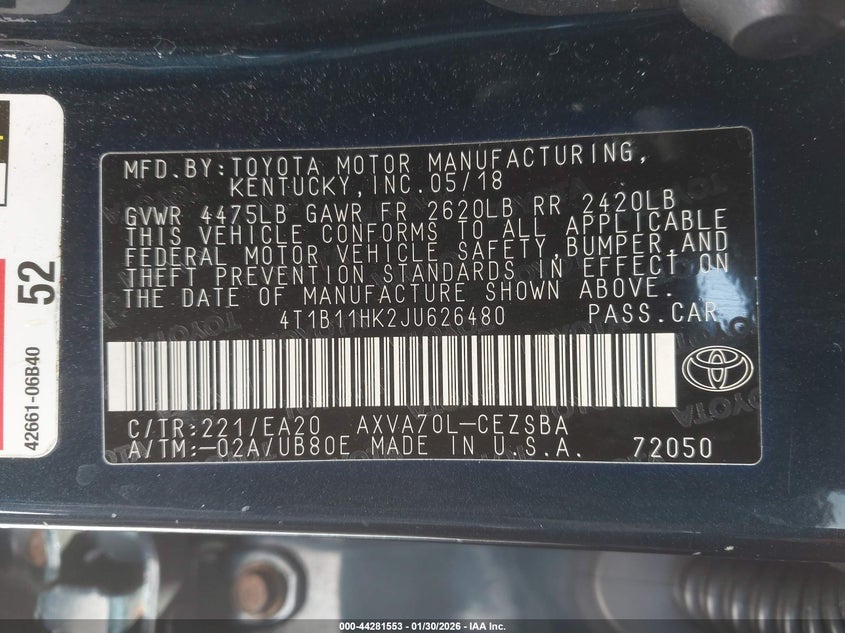 MFD.BY:TOYOTA MOTOR MANUFACTURING,
KENTUCKY,INC.05/18
GVWR 4475LB GAWR FR 2620LB RR 2420LB
THIS VEHICLE CONFORMS TO ALL APPLICABLE
FEDERAL MOTOR VEHICLE SAFETY,BUMPER,AND
THEFT PREVENTION STANDARDS IN EFFECT ON
THE DATE OF MANUFACTURE SHOWN ABOVE.
4T1B11HK2JU626480 PASS.CAR
C/TR:221/EA20 AXVA70L-CEZSBA
A/TM:-02A/UB80E MADE IN U.S.A. 72050
52
42661-06B40
000-44281553 — 01/30/2026 — IAA Inc.